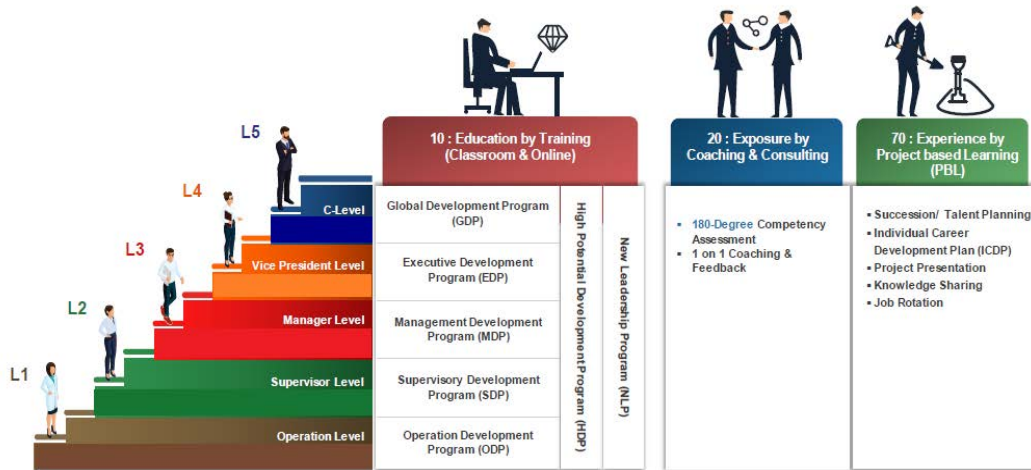 L5
L4
L3
L2
L1
C-Level
Vice President Level
Manager Level
Supervisor Level
Operation Level
10 : Education by Training
(Classroom & Online)
Global Development Program
(GDP)
Executive Development
Program (EDP)
Management Development
Program (MDP)
Supervisory Development
Program (SDP)
Operation Development
Program (ODP)
High Potential Development Program (HDP)
New Leadership Program (NLP)
20 : Exposure by
Coaching & Consulting
▪ 180-Degree Competency
Assessment
▪ 1 on 1 Coaching &
Feedback
70 : Experience by
Project based Learning
(PBL)
▪ Succession/ Talent Planning
▪ Individual Career
Development Plan (ICDP)
▪ Project Presentation
▪ Knowledge Sharing
▪ Job Rotation